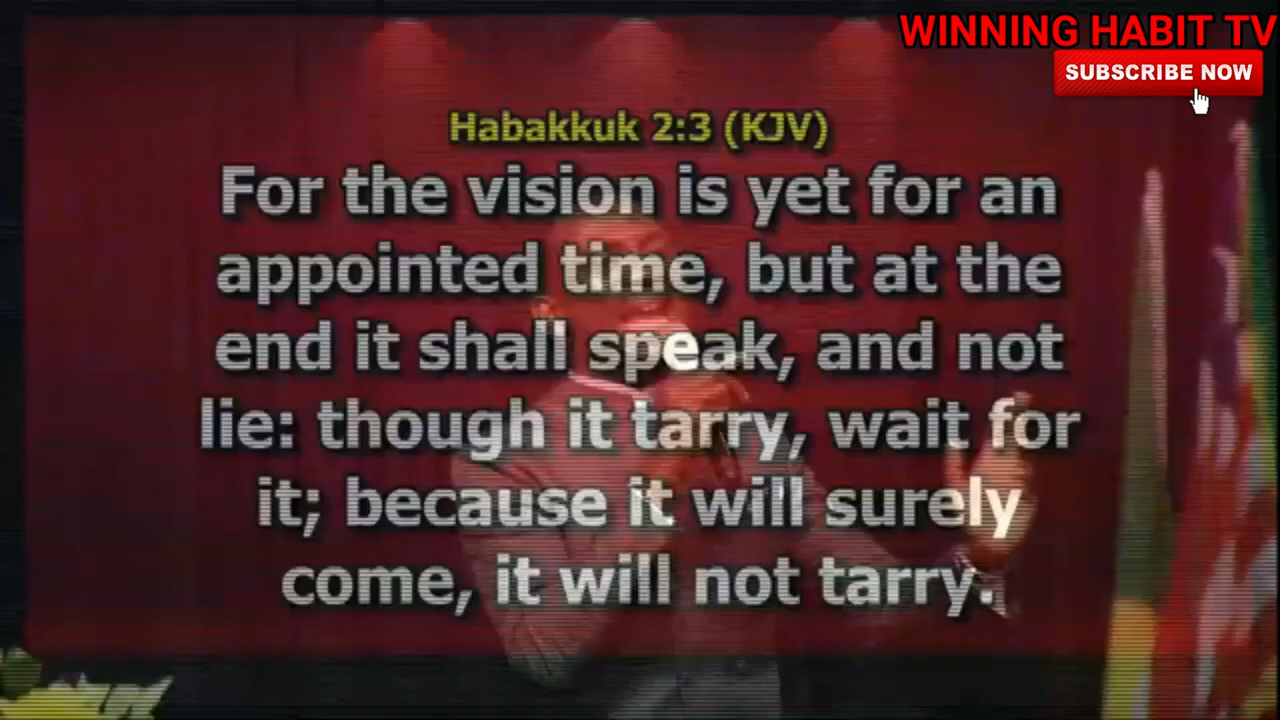 WINNING HABIT TV
SUBSCRIBE NOW
Habakkuk 2:3 (KJV)
For the vision is yet for an
appointed time, but at the
end it shall speak, and not
lie: though it tarry, wait for
it; because it will surely
come, it will not tarry.